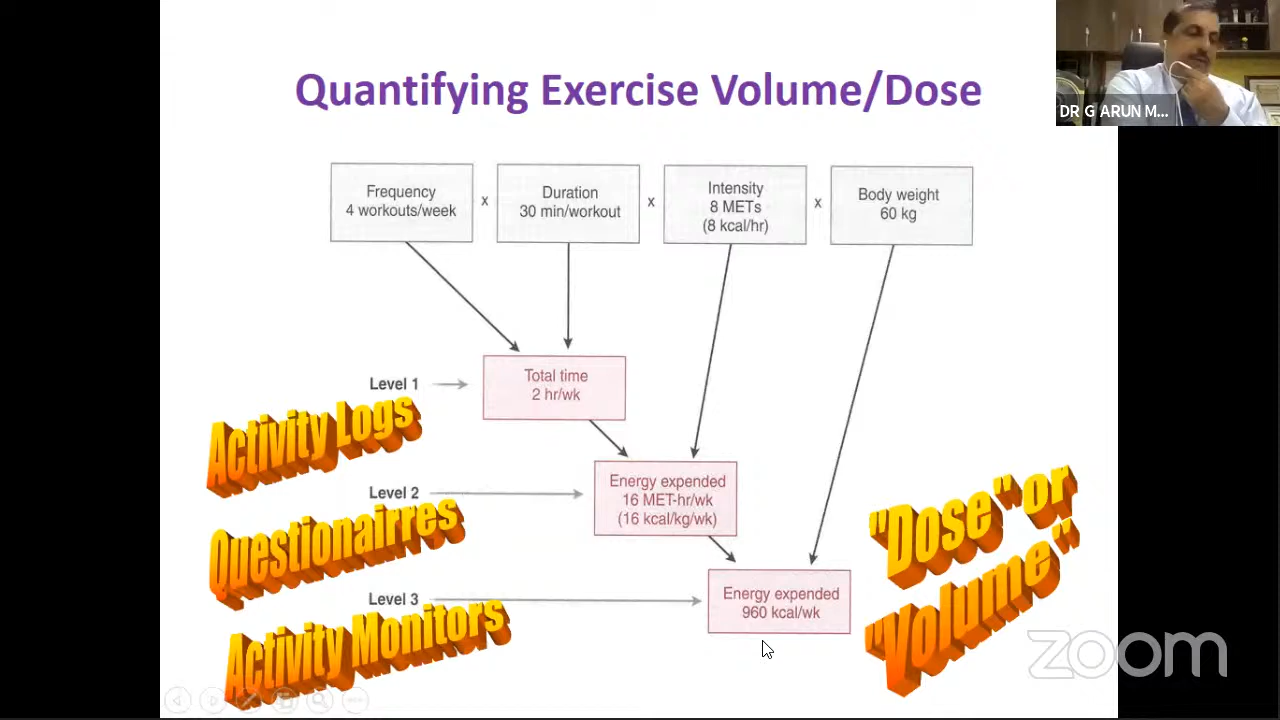 Quantifying Exercise Volume/Dose
DR G ARUN M...
Frequency
4 workouts/week
x
Duration
30 min/workout
x
Intensity
8 METs
(8 kcal/hr)
x
Body weight
60 kg
Level 1
Total time
2 hr/wk
Activity Logs
Level 2
Energy expended
16 MET-hr/wk
(16 kcal/kg/wk)
Questionairres
Level 3
Energy expended
960 kcal/wk
Activity Monitors
"Dose" or
"Volume"
zoom